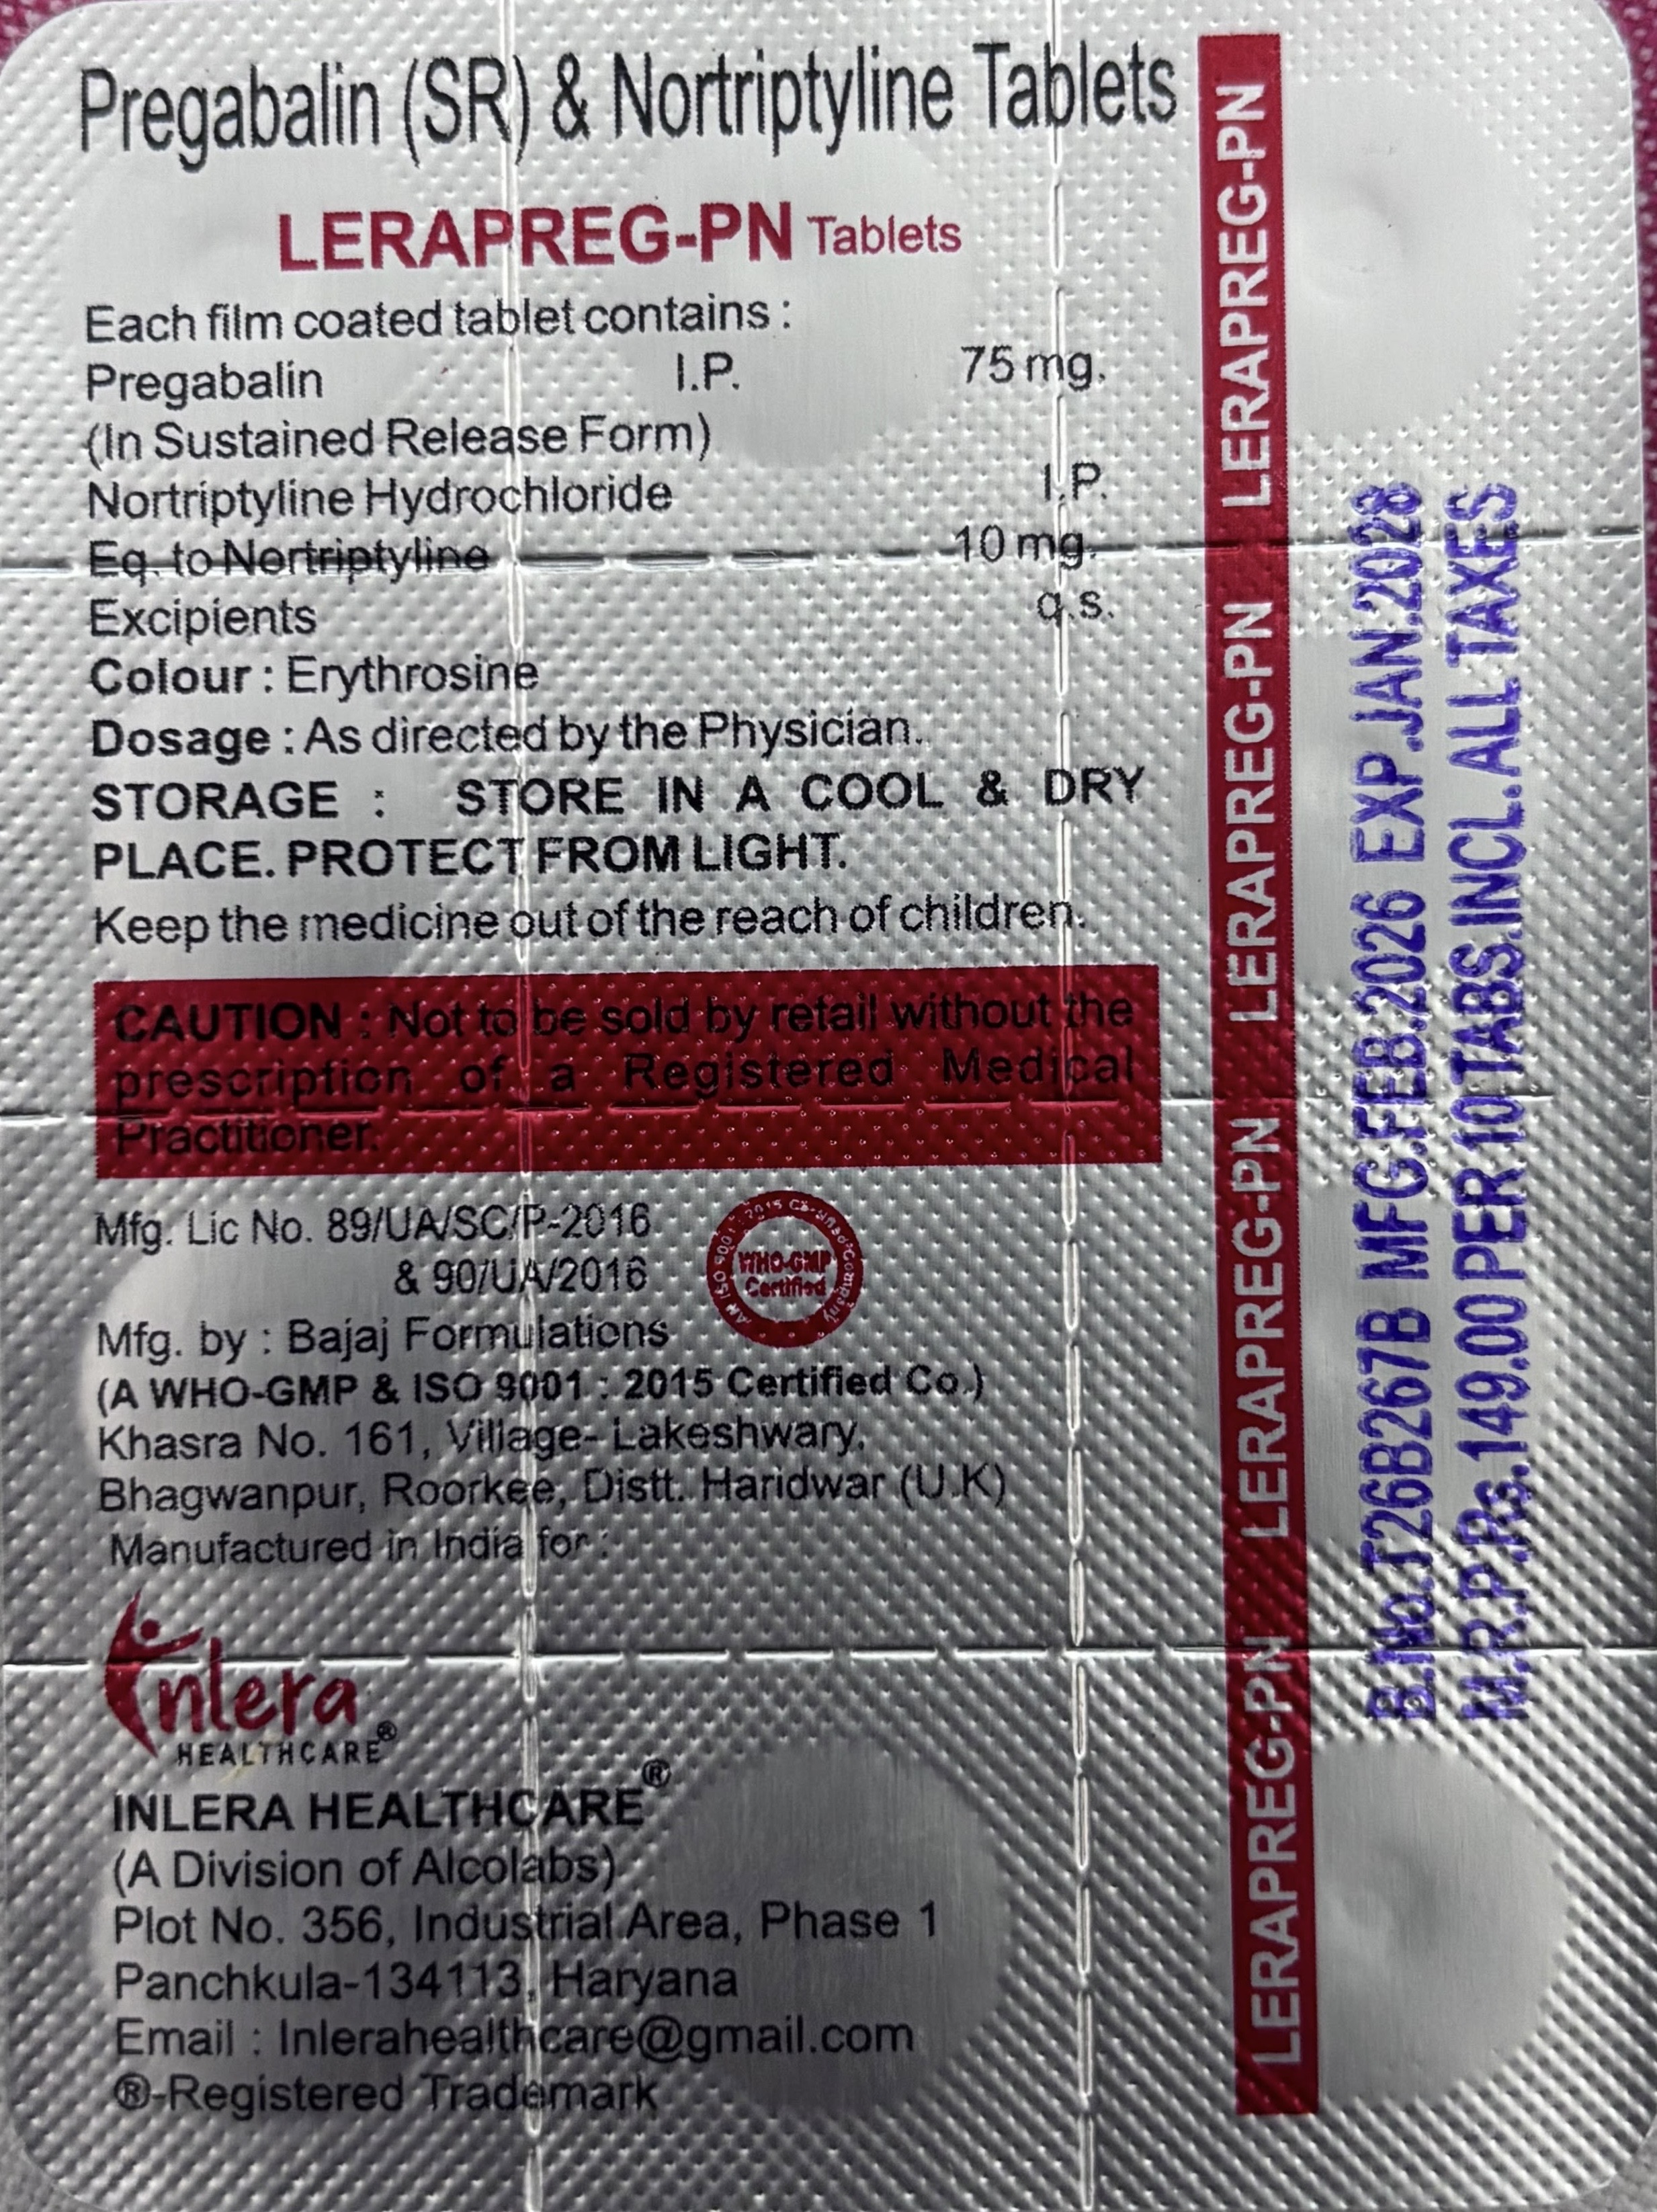 Pregabalin (SR) & Nortriptyline Tablets
LERAPREG-PN Tablets
Each film coated tablet contains :
Pregabalin I.P. 75 mg.
(In Sustained Release Form)
Nortriptyline Hydrochloride I.P.
Eq. to Nortriptyline 10 mg.
Excipients q.s.
Colour : Erythrosine
Dosage : As directed by the Physician.
STORAGE : STORE IN A COOL & DRY
PLACE. PROTECT FROM LIGHT.
Keep the medicine out of the reach of children.
CAUTION : Not to be sold by retail without the
prescription of a Registered Medical
Practitioner.
Mfg. Lic No. 89/UA/SC/P-2016
& 90/UA/2016
AN ISO 9001 : 2015 Certified Company
WHO-GMP
Certified
Mfg. by : Bajaj Formulations
(A WHO-GMP & ISO 9001 : 2015 Certified Co.)
Khasra No. 161, Village- Lakeshwary,
Bhagwanpur, Roorkee, Distt. Haridwar (U.K)
Manufactured in India for :
Inlera
HEALTHCARE®
INLERA HEALTHCARE®
(A Division of Alcolabs)
Plot No. 356, Industrial Area, Phase 1
Panchkula-134113, Haryana
Email : Inlerahealthcare@gmail.com
®-Registered Trademark
LERAPREG-PN LERAPREG-PN LERAPREG-PN LERAPREG-PN
B.No.T26B267B MFG.FEB.2026 EXP.JAN.2028
M.R.P.Rs.149.00 PER 10 TABS.INCL.ALL TAXES